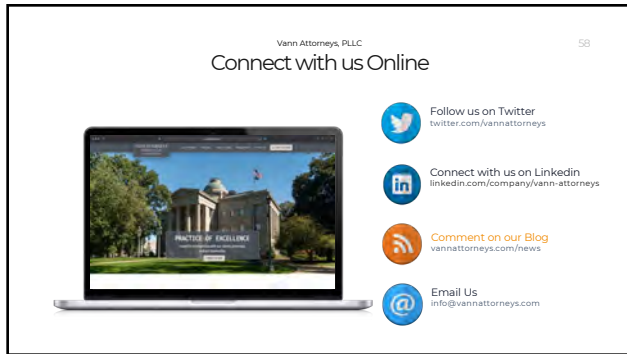 Vann Attorneys, PLLC
58
Connect with us Online
Follow us on Twitter
twitter.com/vannattorneys
Connect with us on Linkedin
linkedin.com/company/vann-attorneys
Comment on our Blog
vannattorneys.com/news
Email Us
info@vannattorneys.com
PRACTICE OF EXCELLENCE